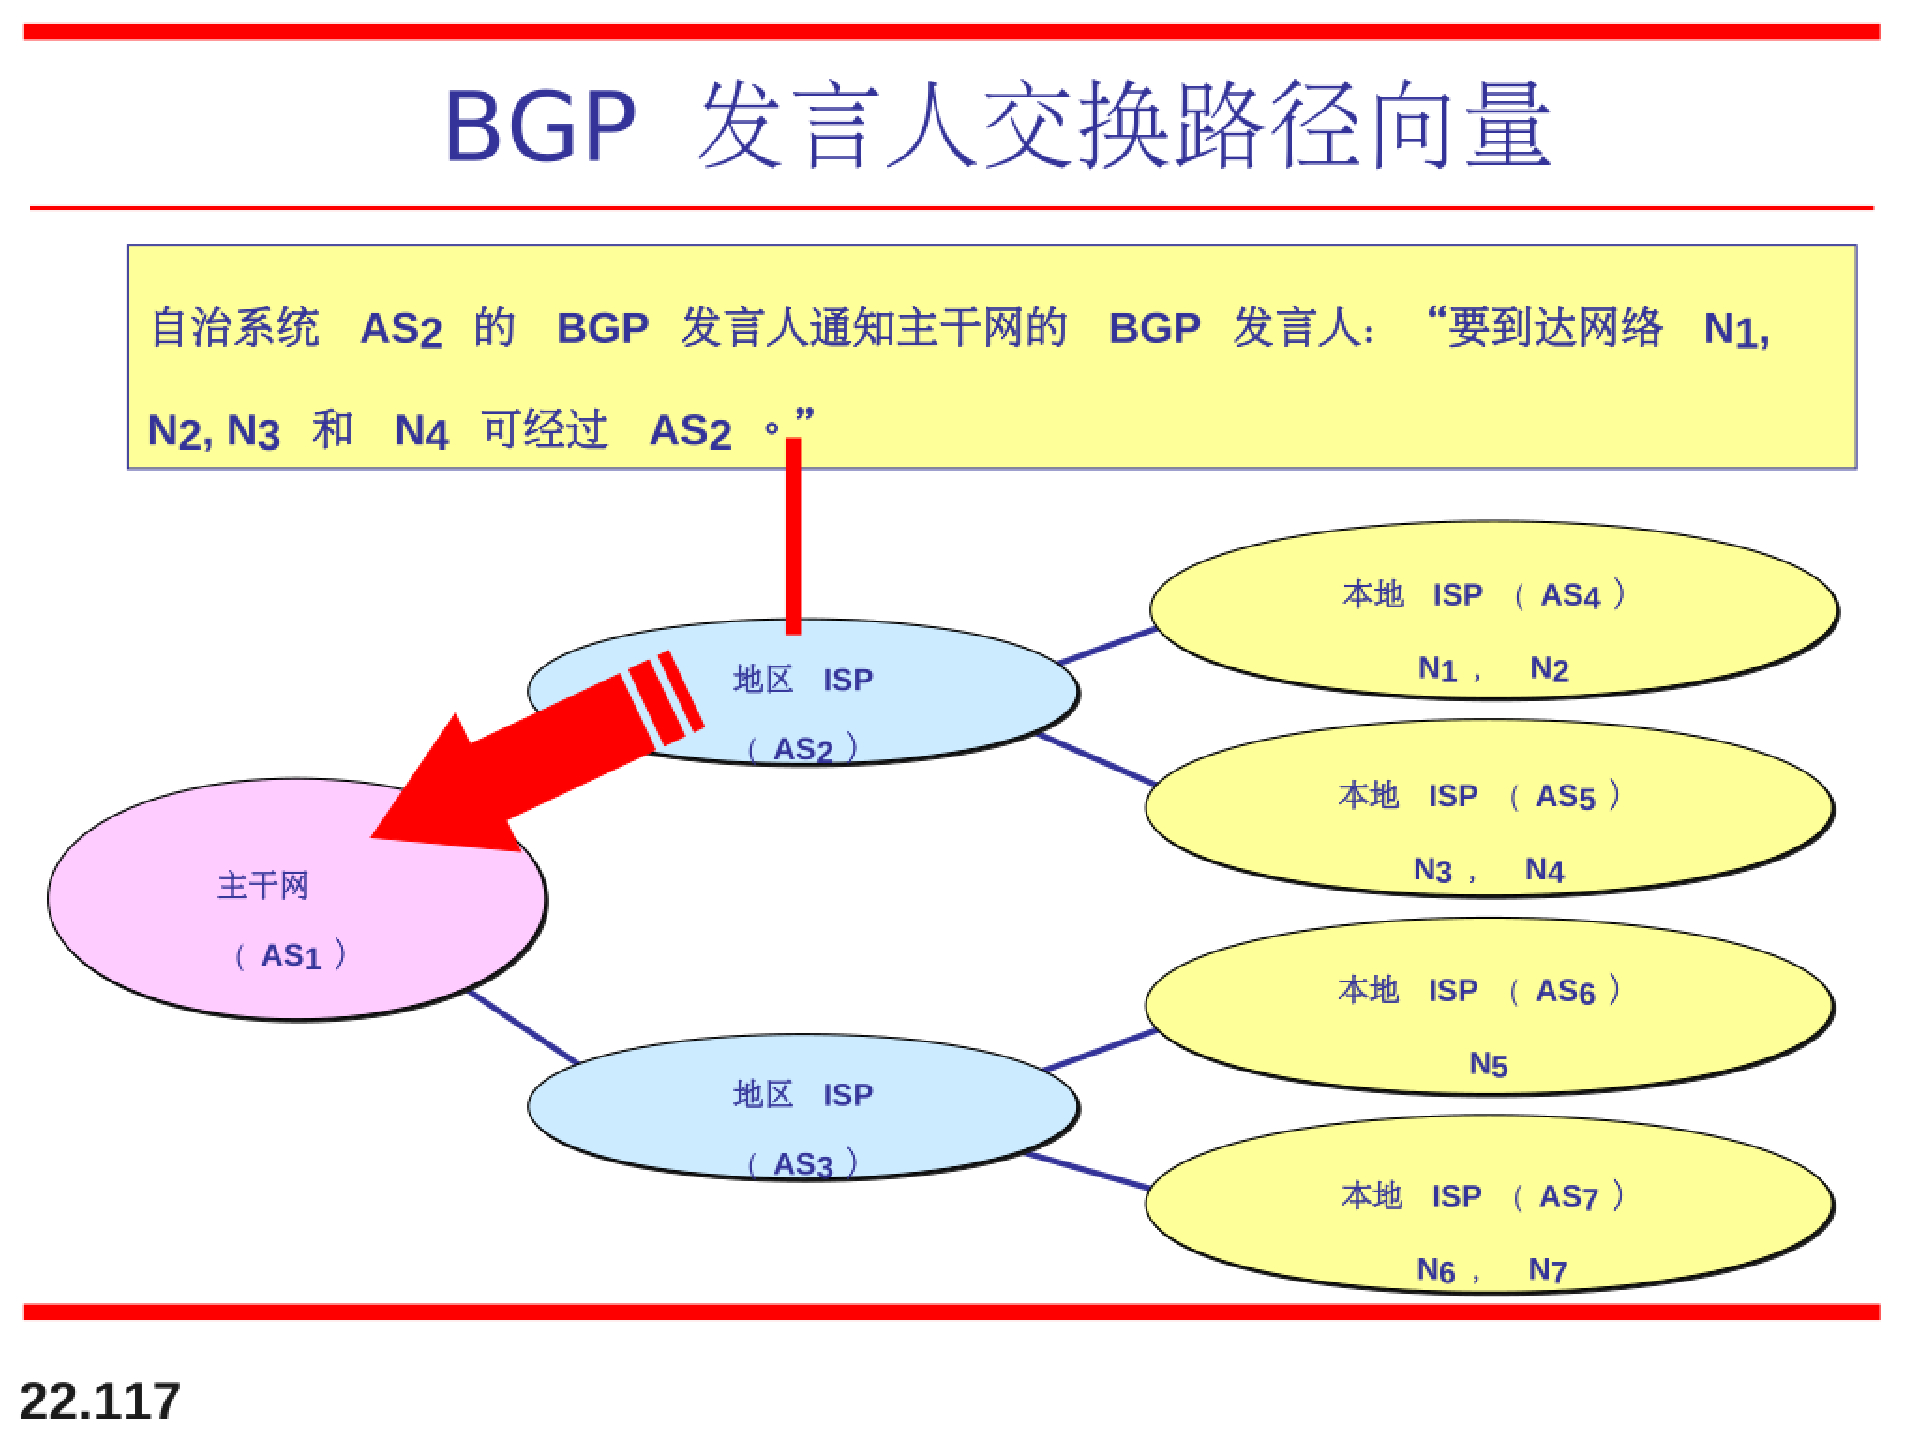 BGP 发言人交换路径向量
自治系统 AS2 的 BGP 发言人通知主干网的 BGP 发言人：“要到达网络 N1,
N2, N3 和 N4 可经过 AS2 。”
本地 ISP （ AS4 ）
N1 ， N2
地区 ISP
（ AS2 ）
本地 ISP （ AS5 ）
N3 ， N4
主干网
（ AS1 ）
本地 ISP （ AS6 ）
N5
地区 ISP
（ AS3 ）
本地 ISP （ AS7 ）
N6 ， N7
22.117